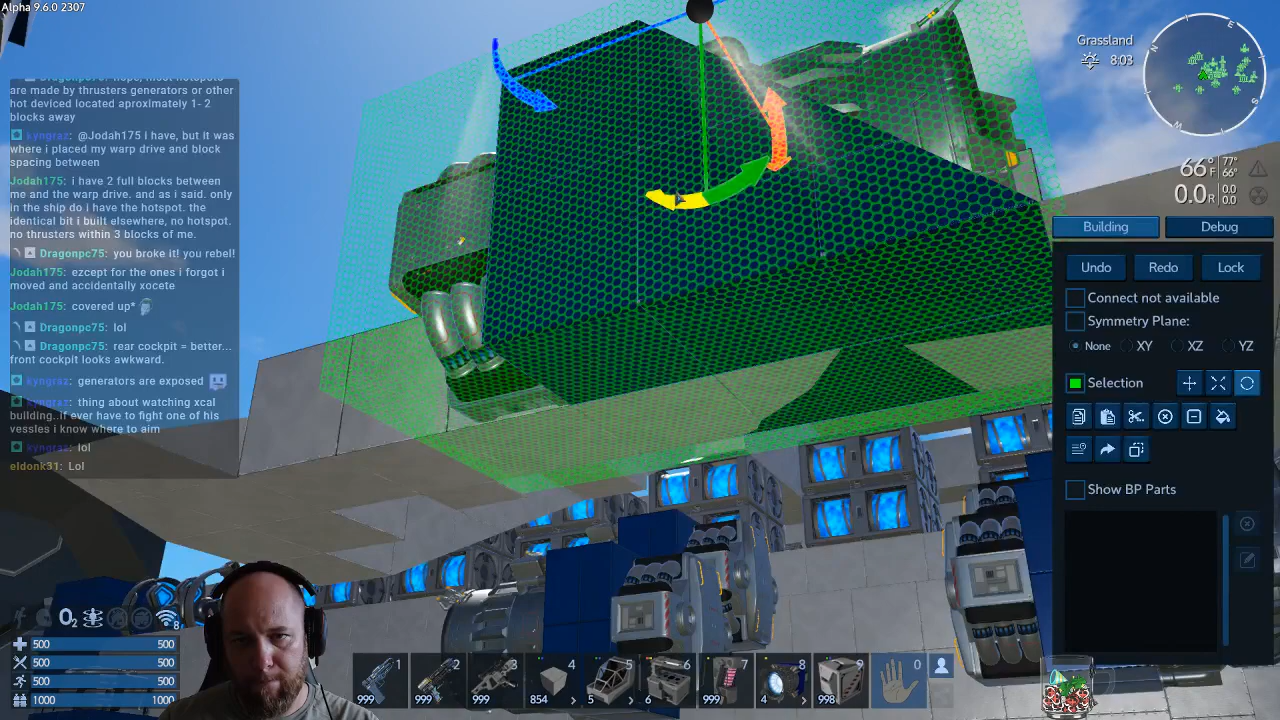 Alpha 9.6.0 2307
are made by thrusters generators or other
hot deviced located aproximately 1- 2
blocks away
kyngraz: @Jodah175 i have, but it was
where i placed my warp drive and block
spacing between
Jodah175: i have 2 full blocks between
me and the warp drive. and as i said. only
in the ship do i have the hotspot. the
identical bit i built elsewhere, no hotspot.
no thrusters within 3 blocks of me.
Dragonpc75: you broke it! you rebel!
Jodah175: ezcept for the ones i forgot i
moved and accidentally xocete
Jodah175: covered up*
Dragonpc75: lol
Dragonpc75: rear cockpit = better...
front cockpit looks awkward.
kyngraz: generators are exposed
kyngraz: thing about watching xcal
building..if ever have to fight one of his
vessles i know where to aim
kyngraz: lol
eldonk31: Lol
O2
8
500 500
500 500
500 500
1000 1000
1 999
2 999
3 999
4 854
5 5
6 6
7 999
8 4
9 998
0
Grassland
8:03
N
E
S
W
66°F 77° 66°
0.0R 0.0 0.0
Building Debug
Undo Redo Lock
Connect not available
Symmetry Plane:
None XY XZ YZ
Selection
Show BP Parts